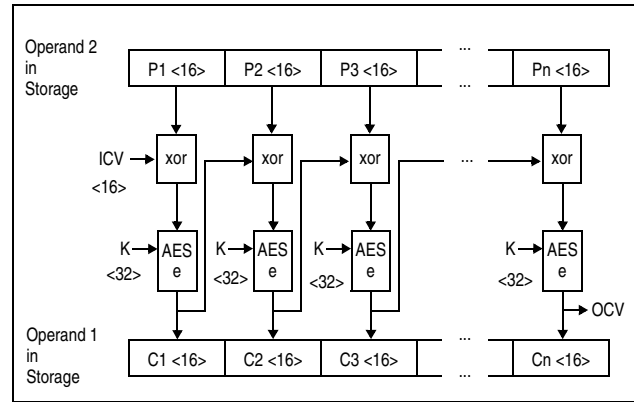 Operand 2
in
Storage
...
P1 <16> P2 <16> P3 <16> Pn <16>
...
ICV
<16>
xor xor xor ... xor
K K K K
<32> <32> <32> <32>
AES AES AES AES
e e e e
OCV
Operand 1
in
Storage
...
C1 <16> C2 <16> C3 <16> Cn <16>
...